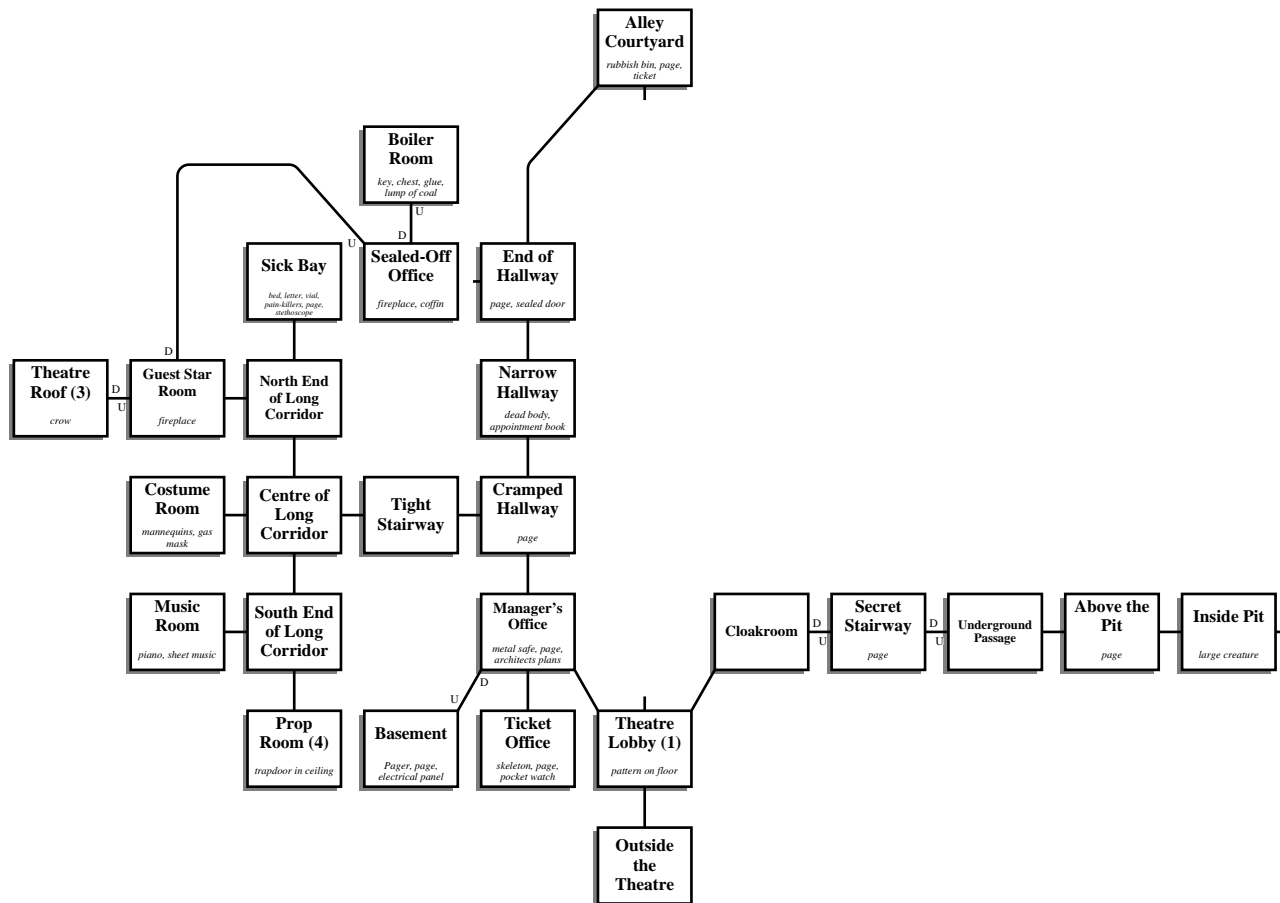 Alley
Courtyard
rubbish bin, page,
ticket
Boiler
Room
key, chest, glue,
lump of coal
U
D
U
Sick Bay
bed, letter, vial,
pain-killers, page,
stethoscope
Sealed-Off
Office
fireplace, coffin
End of
Hallway
page, sealed door
D
Theatre
Roof (3)
crow
D
U
Guest Star
Room
fireplace
North End
of Long
Corridor
Narrow
Hallway
dead body,
appointment book
Costume
Room
mannequins, gas
mask
Centre of
Long
Corridor
Tight
Stairway
Cramped
Hallway
page
Music
Room
piano, sheet music
South End
of Long
Corridor
Manager's
Office
metal safe, page,
architects plans
Cloakroom
D
U
Secret
Stairway
page
D
U
Underground
Passage
Above the
Pit
page
Inside Pit
large creature
D
U
Prop
Room (4)
trapdoor in ceiling
Basement
Pager, page,
electrical panel
Ticket
Office
skeleton, page,
pocket watch
Theatre
Lobby (1)
pattern on floor
Outside
the
Theatre